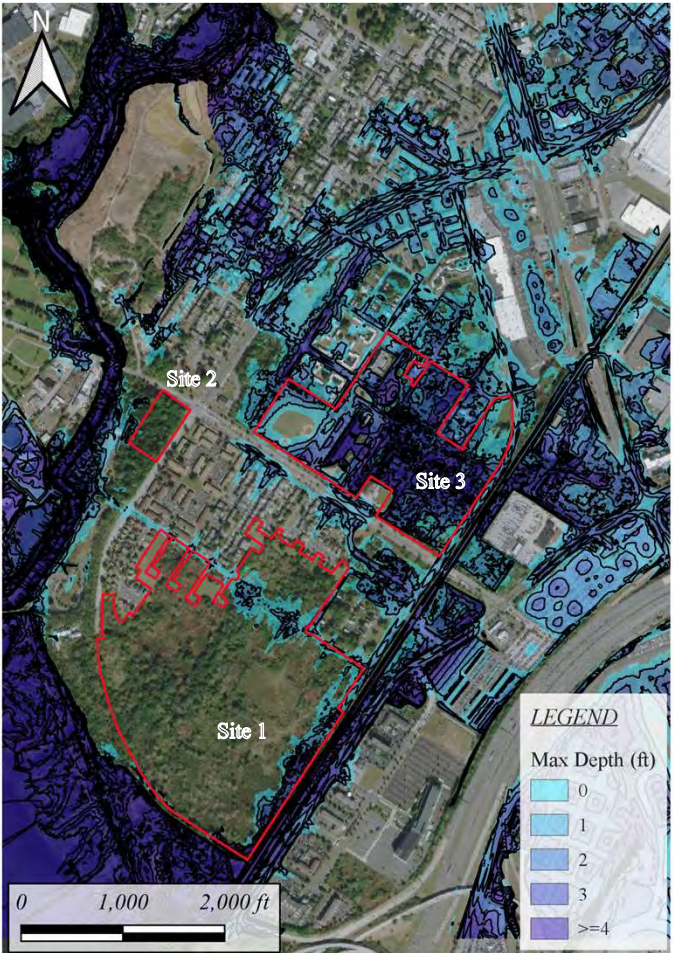 N
Site 2
Site 3
Site 1
LEGEND
Max Depth (ft)
0
1
2
3
>=4
0 1,000 2,000 ft